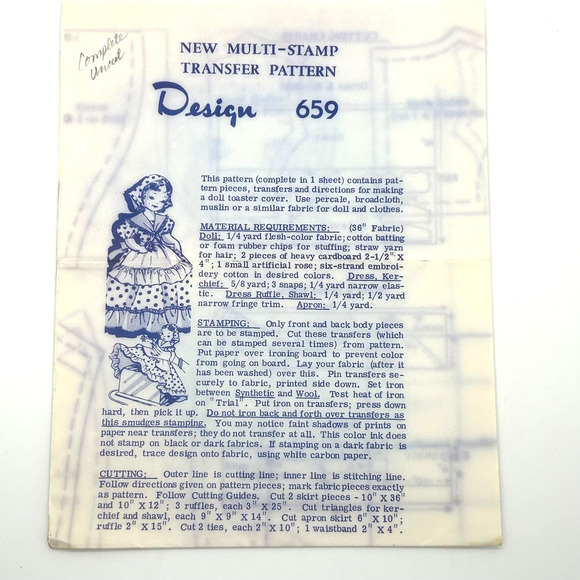 Complete
Uncut
NEW MULTI-STAMP
TRANSFER PATTERN
Design 659
This pattern (complete in 1 sheet) contains pat-
tern pieces, transfers and directions for making
a doll toaster cover. Use percale, broadcloth,
muslin or a similar fabric for doll and clothes.
MATERIAL REQUIREMENTS: (36" Fabric)
Doll: 1/4 yard flesh-color fabric; cotton batting
or foam rubber chips for stuffing; straw yarn
for hair; 2 pieces of heavy cardboard 2-1/2" X
4"; 1 small artificial rose; six-strand embroi-
dery cotton in desired colors. Dress, Ker-
chief: 5/8 yard; 3 snaps; 1/4 yard narrow elas-
tic. Dress Ruffle, Shawl: 1/4 yard; 1/2 yard
narrow fringe trim. Apron: 1/4 yard.
STAMPING: Only front and back body pieces
are to be stamped. Cut these transfers (which
can be stamped several times) from pattern.
Put paper over ironing board to prevent color
from going on board. Lay your fabric (after it
has been washed) over this. Pin transfers se-
curely to fabric, printed side down. Set iron
between Synthetic and Wool. Test heat of iron
on "Trial". Put iron on transfers; press down
hard, then pick it up. Do not iron back and forth over transfers as
this smudges stamping. You may notice faint shadows of prints on
paper near transfers; they do not transfer at all. This color ink does
not stamp on black or dark fabrics. If stamping on a dark fabric is
desired, trace design onto fabric, using white carbon paper.
CUTTING: Outer line is cutting line; inner line is stitching line.
Follow directions given on pattern pieces; mark fabric pieces exactly
as pattern. Follow Cutting Guides. Cut 2 skirt pieces - 10" X 36"
and 10" X 12"; 3 ruffles, each 3" X 25". Cut triangles for ker-
chief and shawl, each 9" X 9" X 14". Cut apron skirt 6" X 10";
ruffle 2" X 15". Cut 2 ties, each 2" X 10"; 1 waistband 2" X 4".